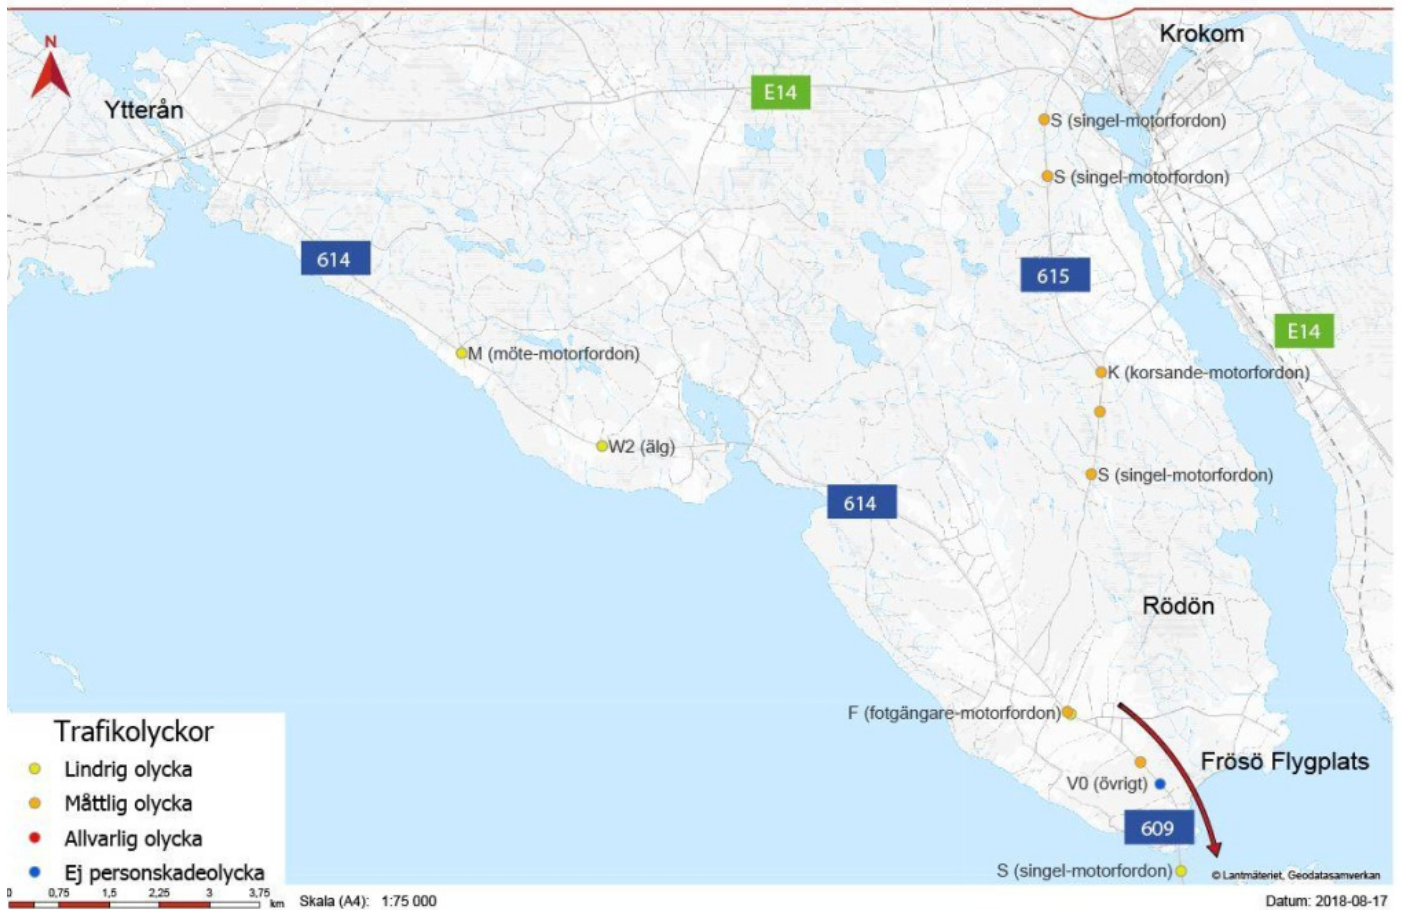 Krokom
N
E14
Ytterån
S (singel-motorfordon)
S (singel-motorfordon)
614
615
E14
M (möte-motorfordon)
K (korsande-motorfordon)
W2 (älg)
S (singel-motorfordon)
614
Rödön
F (fotgängare-motorfordon)
Trafikolyckor
Lindrig olycka
Måttlig olycka
Allvarlig olycka
Ej personskadeolycka
Frösö Flygplats
V0 (övrigt)
609
S (singel-motorfordon)
© Lantmäteriet, Geodatasamverkan
0 0,75 1,5 2,25 3 3,75 km
Skala (A4): 1:75 000
Datum: 2018-08-17